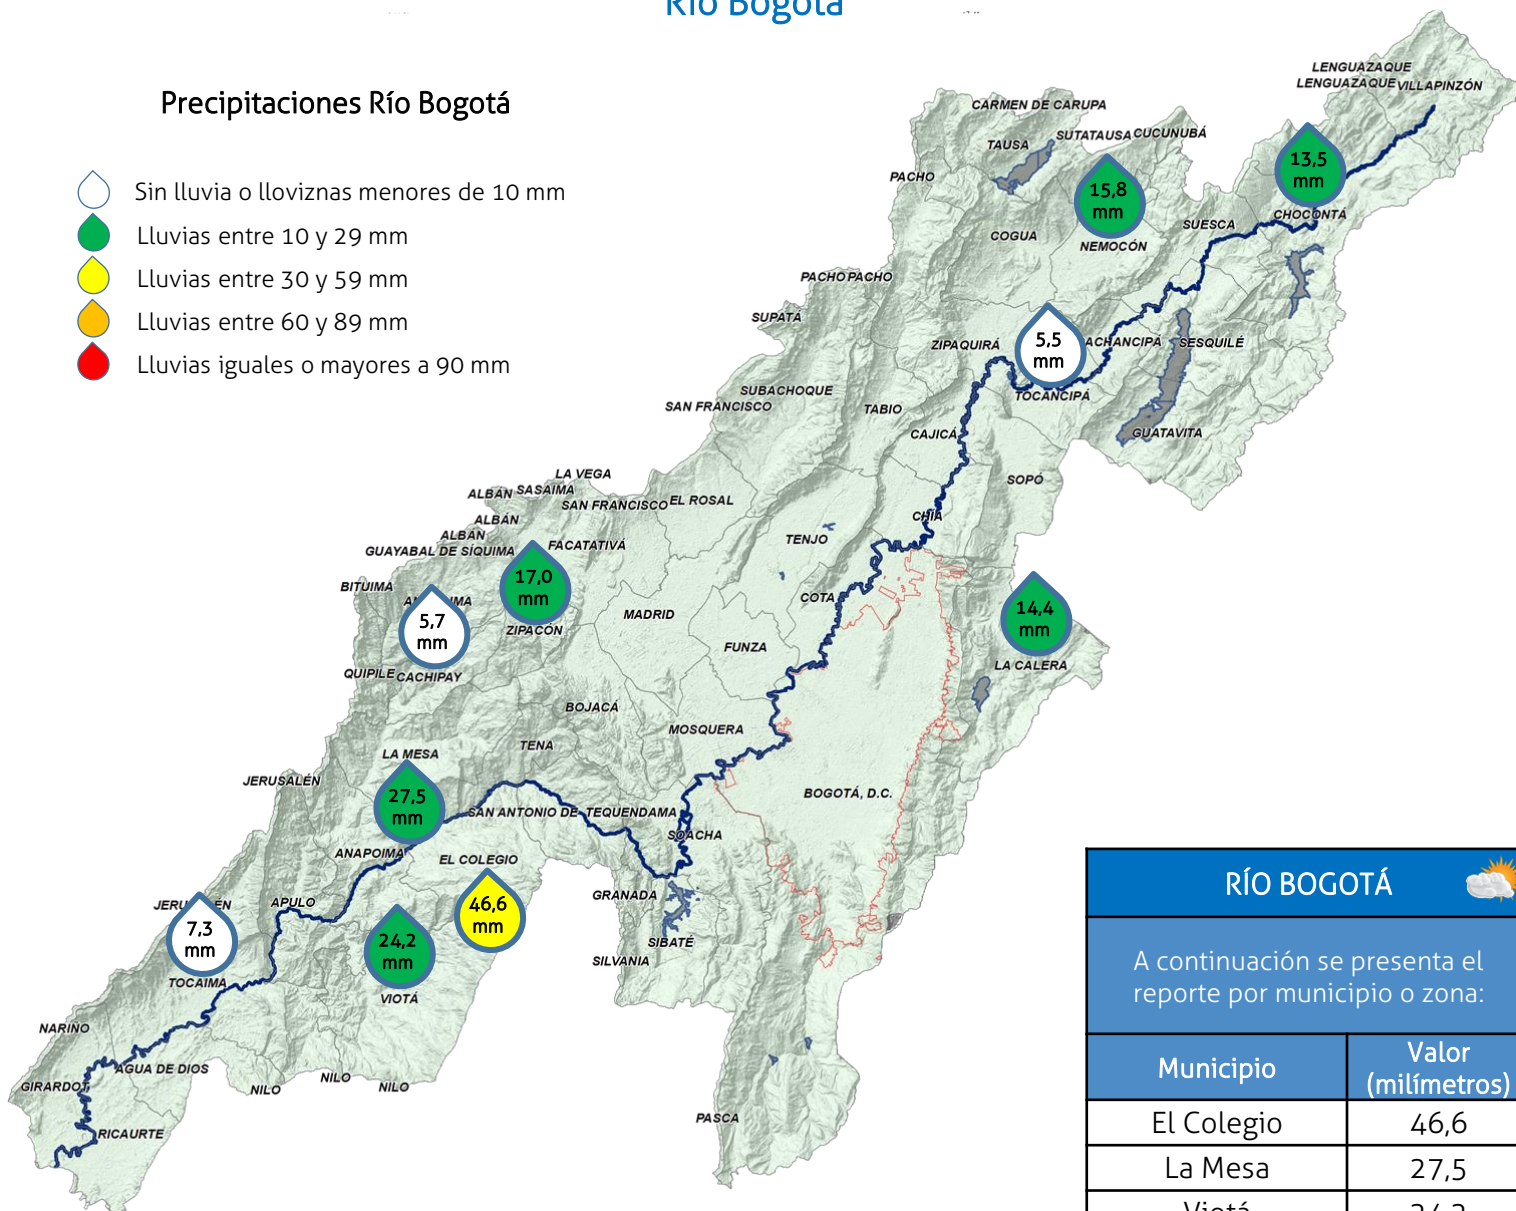 Río Bogotá
Precipitaciones Río Bogotá
Sin lluvia o lloviznas menores de 10 mm
Lluvias entre 10 y 29 mm
Lluvias entre 30 y 59 mm
Lluvias entre 60 y 89 mm
Lluvias iguales o mayores a 90 mm
LENGUAZAQUE
LENGUAZAQUE VILLAPINZÓN
CARMEN DE CARUPA
SUTATAUSA CUCUNUBÁ
TAUSA
13,5
mm
PACHO
15,8
mm
CHOCONTÁ
SUESCA
COGUA
NEMOCÓN
PACHO PACHO
SUPATÁ
ZIPAQUIRÁ
5,5
mm
ACHANCIPÁ
SESQUILÉ
SUBACHOQUE
TOCANCIPÁ
SAN FRANCISCO
TABIO
CAJICÁ
GUATAVITA
LA VEGA
SOPÓ
ALBÁN SASAIMA
SAN FRANCISCO EL ROSAL
ALBÁN
CHÍA
ALBÁN
TENJO
GUAYABAL DE SÍQUIMA
FACATATIVÁ
17,0
mm
BITUIMA
COTA
5,7
mm
14,4
mm
MADRID
ZIPACÓN
FUNZA
LA CALERA
QUIPILE CACHIPAY
BOJACÁ
MOSQUERA
TENA
LA MESA
JERUSALÉN
BOGOTÁ, D.C.
27,5
mm
SAN ANTONIO DE TEQUENDAMA
SOACHA
ANAPOIMA
EL COLEGIO
GRANADA
JERU
ÉN
APULO
46,6
mm
7,3
mm
24,2
mm
SIBATÉ
SILVANIA
TOCAIMA
VIOTÁ
NARIÑO
AGUA DE DIOS
GIRARDOT
NILO
NILO
NILO
PASCA
RICAURTE
RÍO BOGOTÁ
A continuación se presenta el
reporte por municipio o zona:
Municipio Valor
(milímetros)
El Colegio 46,6
La Mesa 27,5
Viotá 24,2